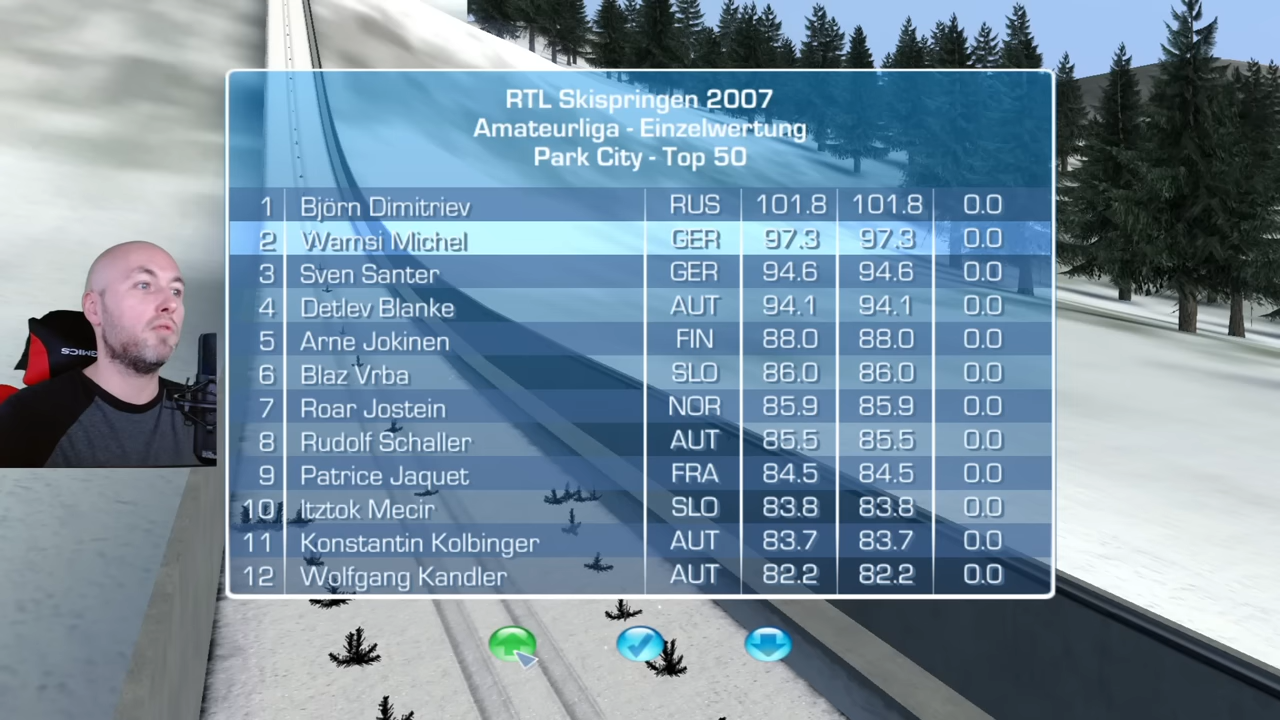 RTL Skispringen 2007
Amateurliga - Einzelwertung
Park City - Top 50
1 Björn Dimitriev RUS 101.8 101.8 0.0
2 Wamsi Michel GER 97.3 97.3 0.0
3 Sven Santer GER 94.6 94.6 0.0
4 Detlev Blanke AUT 94.1 94.1 0.0
5 Arne Jokinen FIN 88.0 88.0 0.0
6 Blaz Vrba SLO 86.0 86.0 0.0
7 Roar Jostein NOR 85.9 85.9 0.0
8 Rudolf Schaller AUT 85.5 85.5 0.0
9 Patrice Jaquet FRA 84.5 84.5 0.0
10 Itztok Mecir SLO 83.8 83.8 0.0
11 Konstantin Kolbinger AUT 83.7 83.7 0.0
12 Wolfgang Kandler AUT 82.2 82.2 0.0